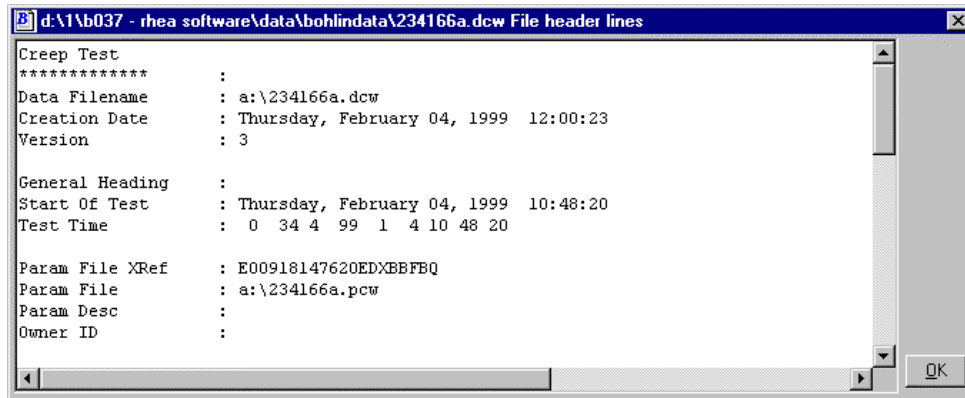 d:\1\b037 - rhea software\data\bohlindata\234166a.dcw File header lines
Creep Test
************* :
Data Filename : a:\234166a.dcw
Creation Date : Thursday, February 04, 1999 12:00:23
Version : 3
General Heading :
Start Of Test : Thursday, February 04, 1999 10:48:20
Test Time : 0 34 4 99 1 4 10 48 20
Param File XRef : E00918147620EDXBBFBQ
Param File : a:\234166a.pcw
Param Desc :
Owner ID :
OK